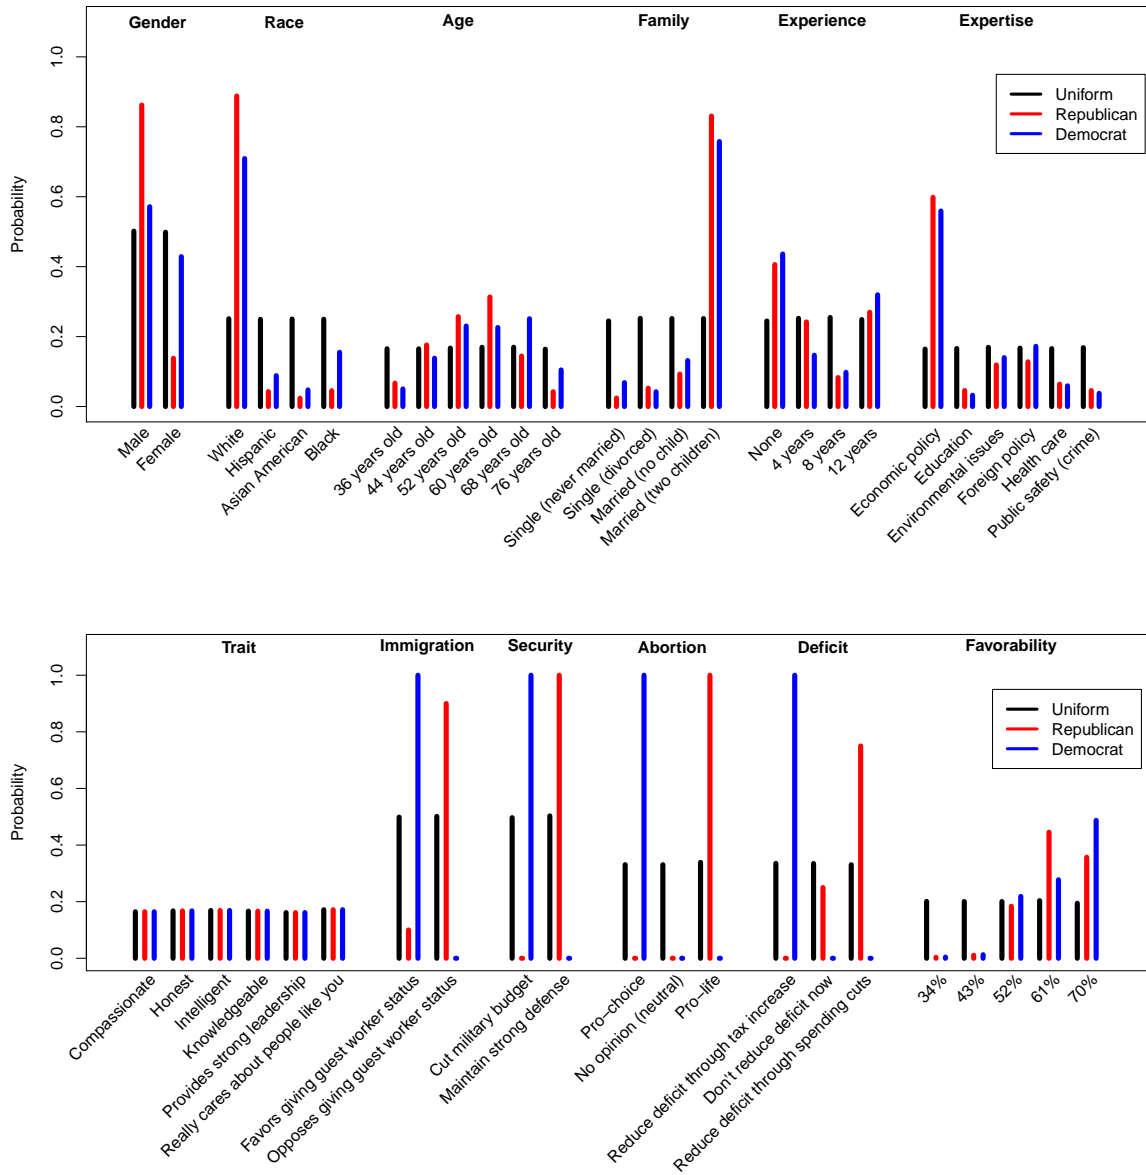 Gender
Race
Age
Family
Experience
Expertise
Probability
0.0
0.2
0.4
0.6
0.8
1.0
Uniform
Republican
Democrat
Male
Female
White
Hispanic
Asian American
Black
36 years old
44 years old
52 years old
60 years old
68 years old
76 years old
Single (never married)
Single (divorced)
Married (no child)
Married (two children)
None
4 years
8 years
12 years
Economic policy
Education
Environmental issues
Foreign policy
Health care
Public safety (crime)
Trait
Immigration
Security
Abortion
Deficit
Favorability
Probability
0.0
0.2
0.4
0.6
0.8
1.0
Uniform
Republican
Democrat
Compassionate
Honest
Intelligent
Knowledgeable
Provides strong leadership
Really cares about people like you
Favors giving guest worker status
Opposes giving guest worker status
Cut military budget
Maintain strong defense
Pro−choice
No opinion (neutral)
Pro−life
Reduce deficit through tax increase
Don't reduce deficit now
Reduce deficit through spending cuts
34%
43%
52%
61%
70%